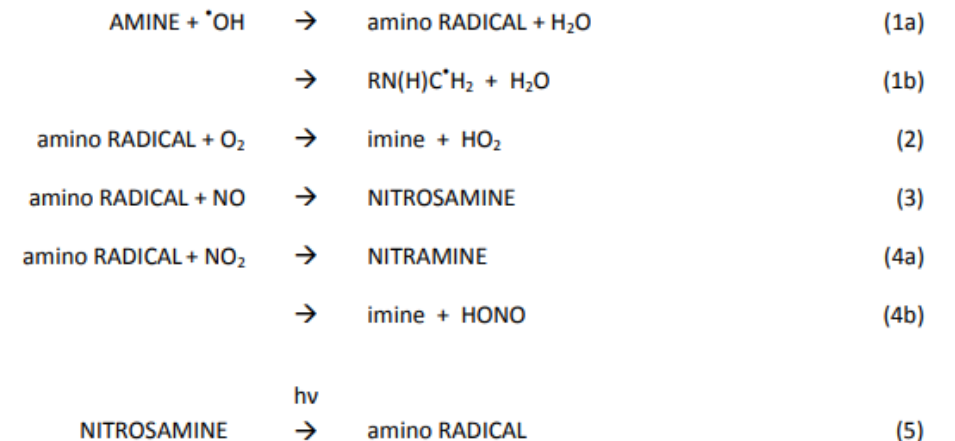 AMINE + •OH → amino RADICAL + H₂O (1a)
→ RN(H)C•H₂ + H₂O (1b)
amino RADICAL + O₂ → imine + HO₂ (2)
amino RADICAL + NO → NITROSAMINE (3)
amino RADICAL + NO₂ → NITRAMINE (4a)
→ imine + HONO (4b)
hν
NITROSAMINE → amino RADICAL (5)